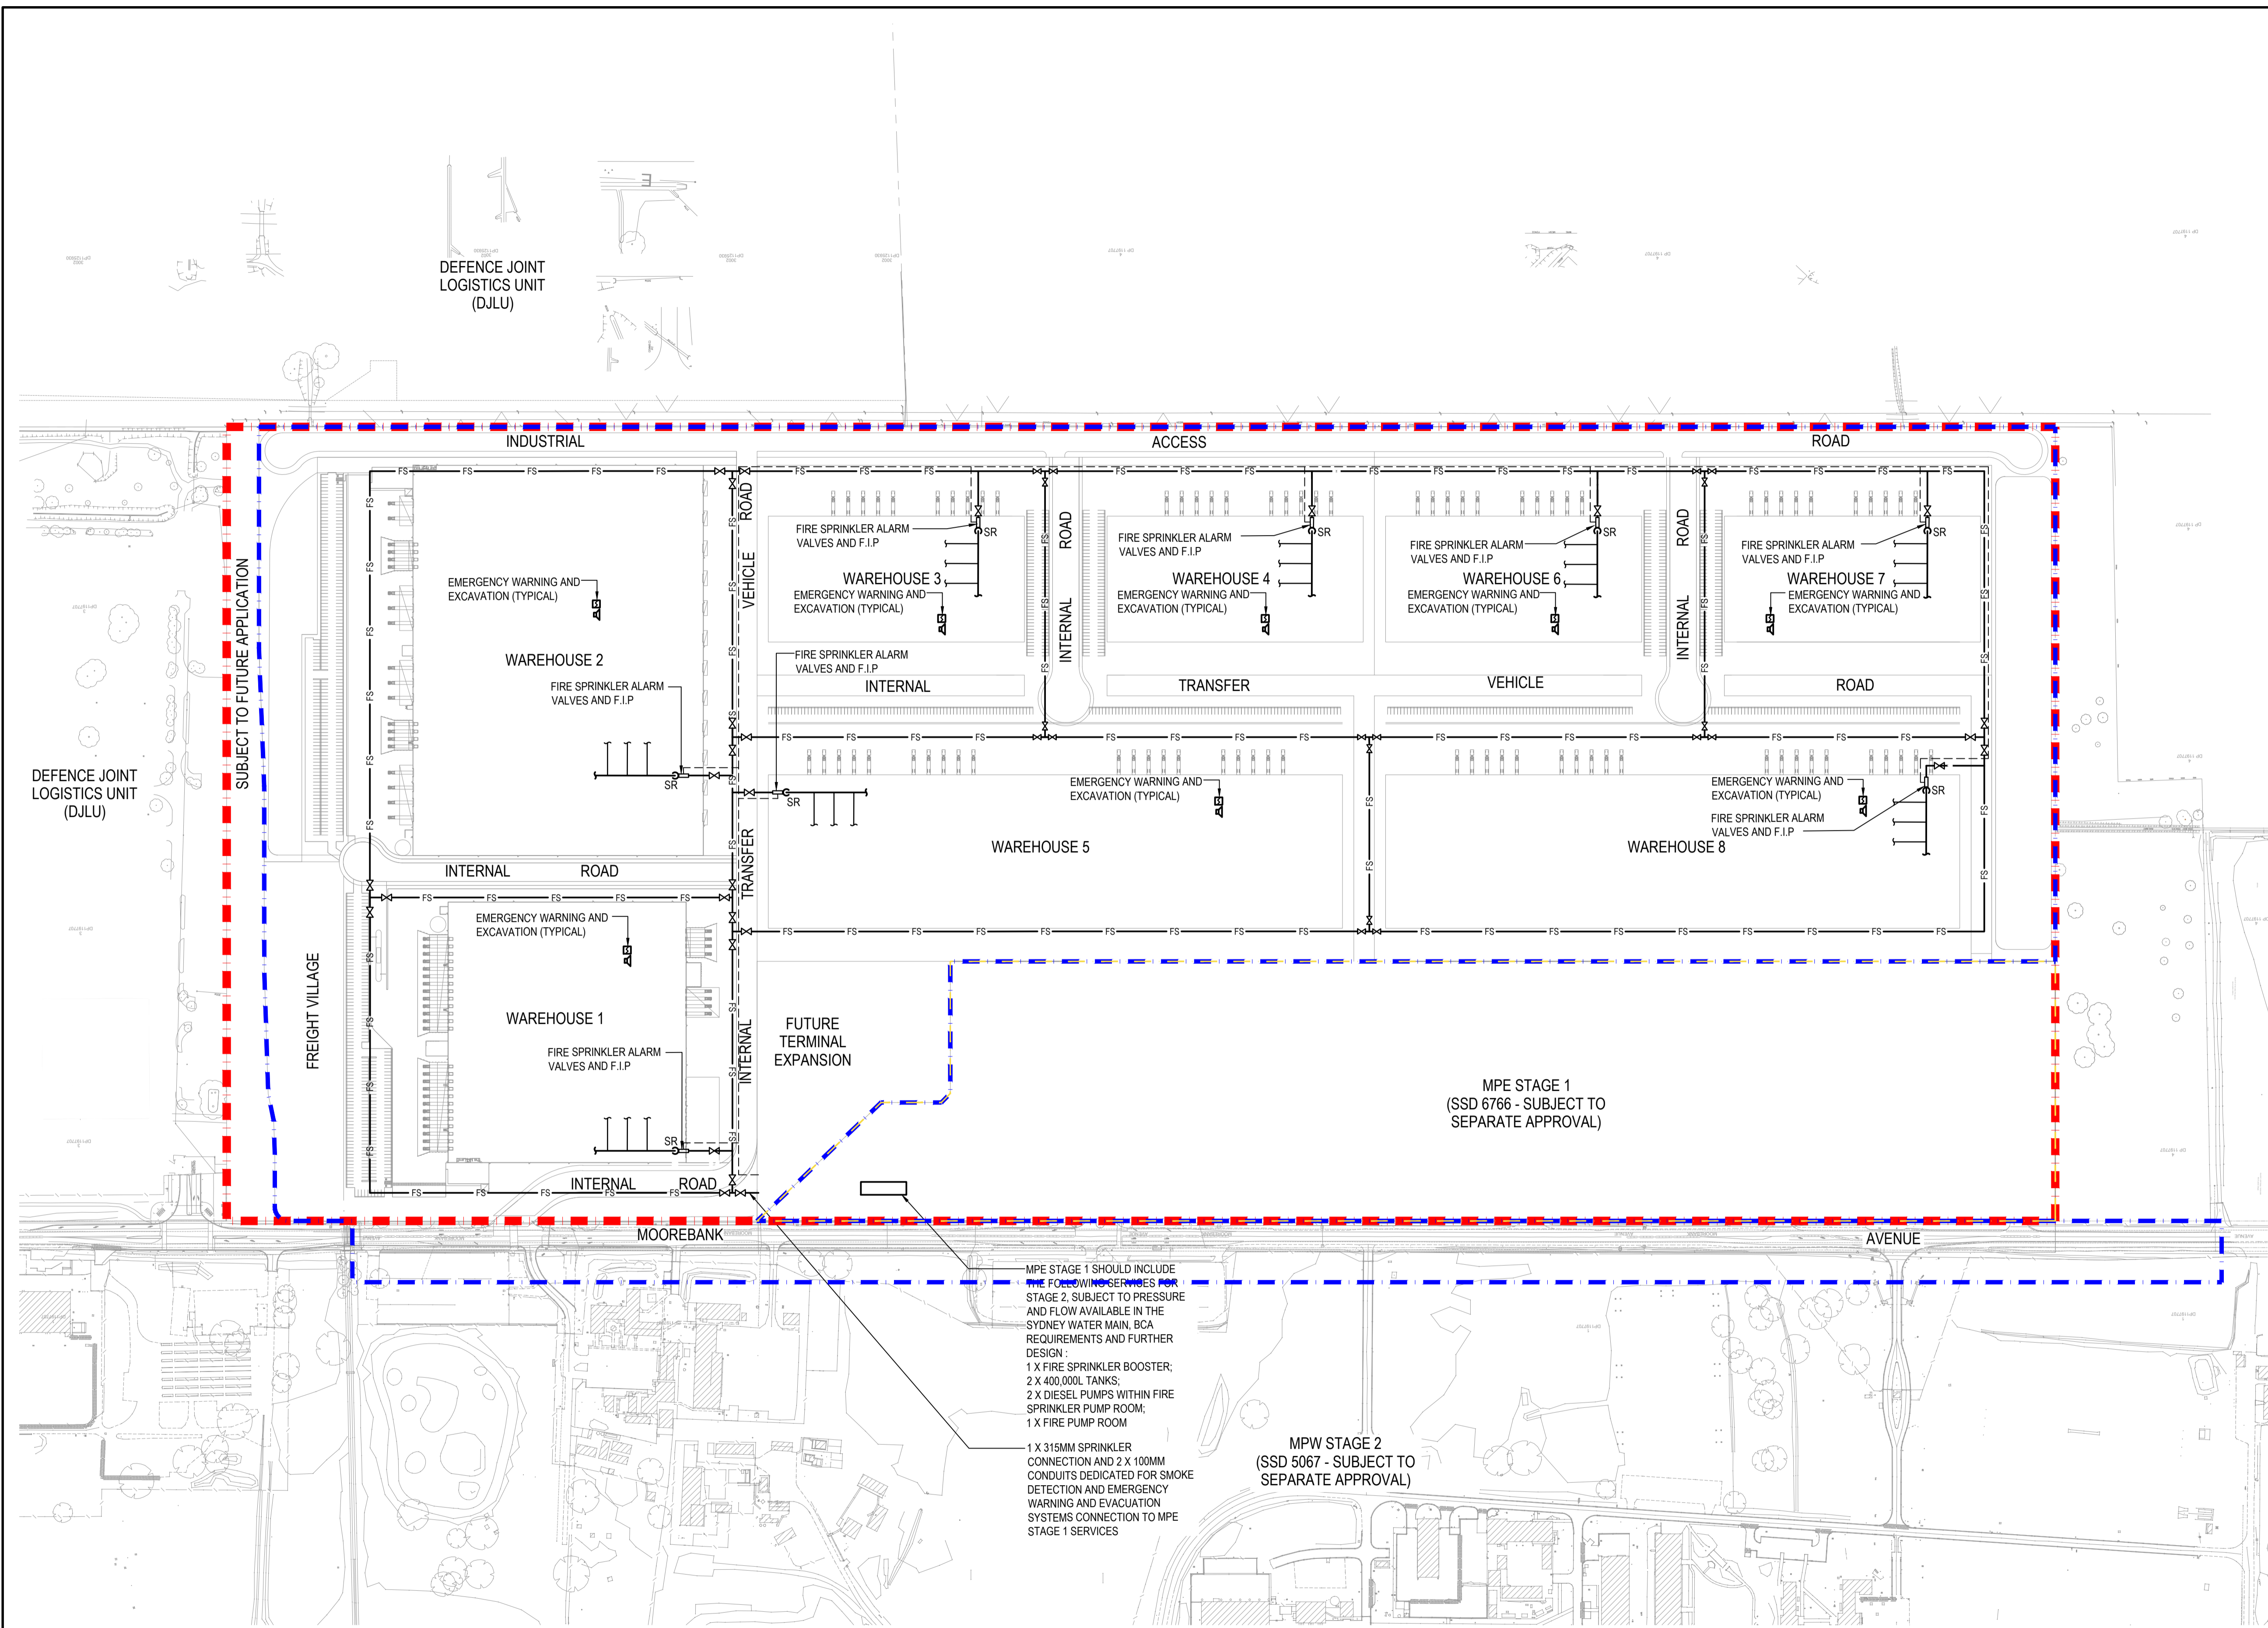 DEFENCE JOINT
LOGISTICS UNIT
(DJLU)
INDUSTRIAL
ACCESS
ROAD
SUBJECT TO FUTURE APPLICATION
DEFENCE JOINT
LOGISTICS UNIT
(DJLU)
FREIGHT VILLAGE
EMERGENCY WARNING AND
EXCAVATION (TYPICAL)
WAREHOUSE 2
FIRE SPRINKLER ALARM
VALVES AND F.I.P
SR
INTERNAL
ROAD
EMERGENCY WARNING AND
EXCAVATION (TYPICAL)
WAREHOUSE 1
FIRE SPRINKLER ALARM
VALVES AND F.I.P
SR
INTERNAL
ROAD
ROAD
VEHICLE
TRANSFER
INTERNAL
FIRE SPRINKLER ALARM
VALVES AND F.I.P
SR
WAREHOUSE 3
EMERGENCY WARNING AND
EXCAVATION (TYPICAL)
ROAD
INTERNAL
FIRE SPRINKLER ALARM
VALVES AND F.I.P
SR
WAREHOUSE 4
EMERGENCY WARNING AND
EXCAVATION (TYPICAL)
FIRE SPRINKLER ALARM
VALVES AND F.I.P
SR
WAREHOUSE 6
EMERGENCY WARNING AND
EXCAVATION (TYPICAL)
ROAD
INTERNAL
FIRE SPRINKLER ALARM
VALVES AND F.I.P
SR
WAREHOUSE 7
EMERGENCY WARNING AND
EXCAVATION (TYPICAL)
FIRE SPRINKLER ALARM
VALVES AND F.I.P
INTERNAL
TRANSFER
VEHICLE
ROAD
SR
EMERGENCY WARNING AND
EXCAVATION (TYPICAL)
WAREHOUSE 5
EMERGENCY WARNING AND
EXCAVATION (TYPICAL)
SR
FIRE SPRINKLER ALARM
VALVES AND F.I.P
WAREHOUSE 8
FUTURE
TERMINAL
EXPANSION
MPE STAGE 1
(SSD 6766 - SUBJECT TO
SEPARATE APPROVAL)
MOOREBANK
AVENUE
MPE STAGE 1 SHOULD INCLUDE
THE FOLLOWING SERVICES FOR
STAGE 2, SUBJECT TO PRESSURE
AND FLOW AVAILABLE IN THE
SYDNEY WATER MAIN, BCA
REQUIREMENTS AND FURTHER
DESIGN :
1 X FIRE SPRINKLER BOOSTER;
2 X 400,000L TANKS;
2 X DIESEL PUMPS WITHIN FIRE
SPRINKLER PUMP ROOM;
1 X FIRE PUMP ROOM
1 X 315MM SPRINKLER
CONNECTION AND 2 X 100MM
CONDUITS DEDICATED FOR SMOKE
DETECTION AND EMERGENCY
WARNING AND EVACUATION
SYSTEMS CONNECTION TO MPE
STAGE 1 SERVICES
MPW STAGE 2
(SSD 5067 - SUBJECT TO
SEPARATE APPROVAL)